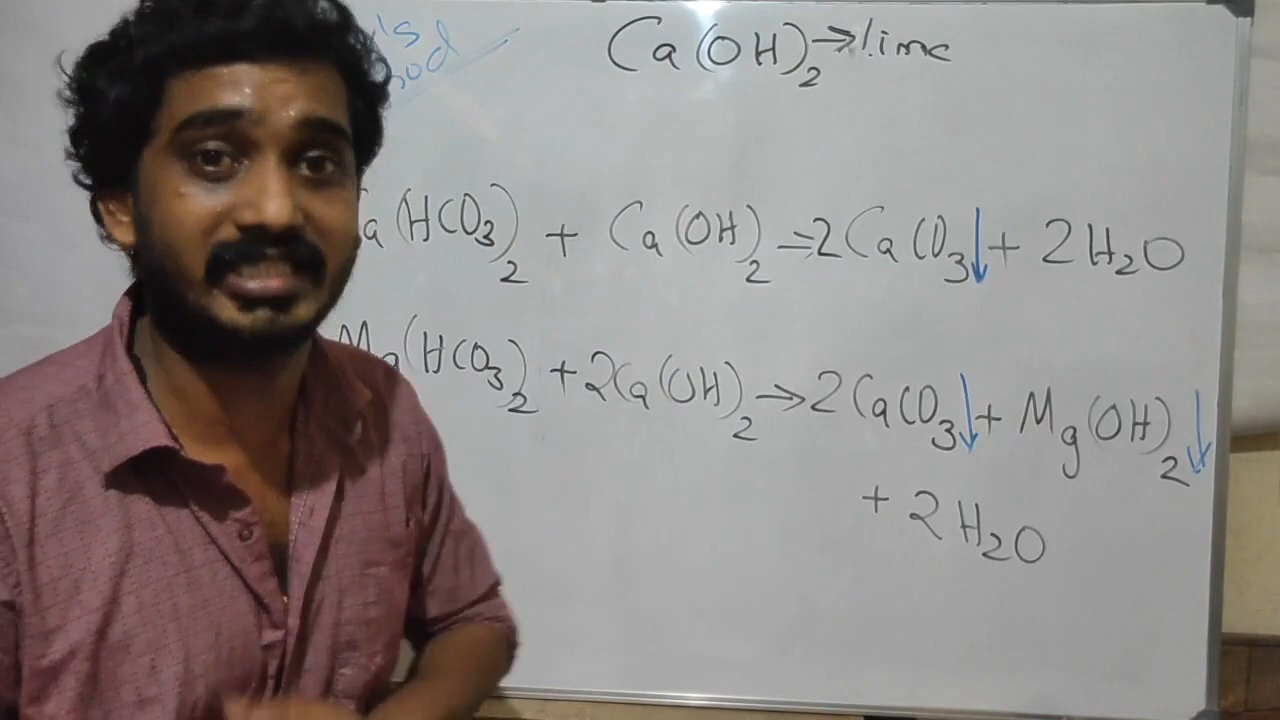 's
Ca(OH)₂→lime
a(HCO₃)₂ + Ca(OH)₂ = 2CaCO₃↓ + 2H₂O
Mg(HCO₃)₂ + 2Ca(OH)₂ → 2CaCO₃↓ + Mg(OH)₂↓
+ 2H₂O